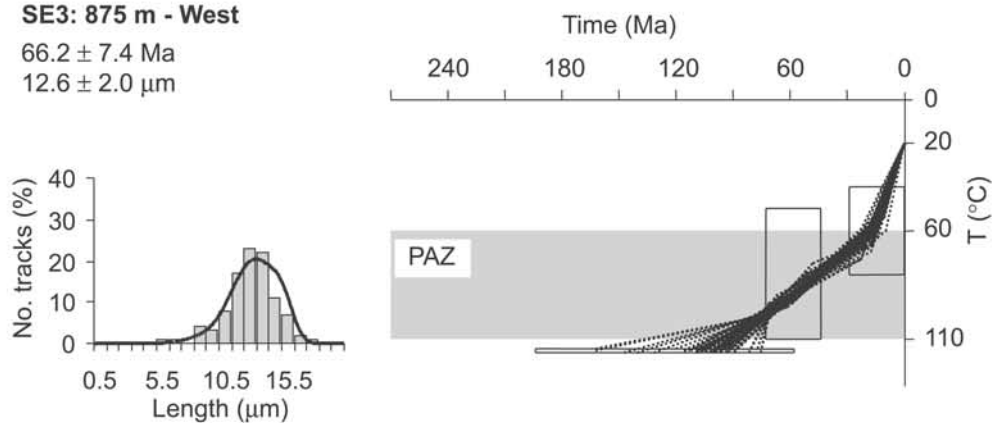 SE3: 875 m - West
66.2 ± 7.4 Ma
12.6 ± 2.0 μm
No. tracks (%)
40
30
20
10
0
0.5 5.5 10.5 15.5
Length (μm)
Time (Ma)
240 180 120 60 0
0
20
60
110
T (°C)
PAZ